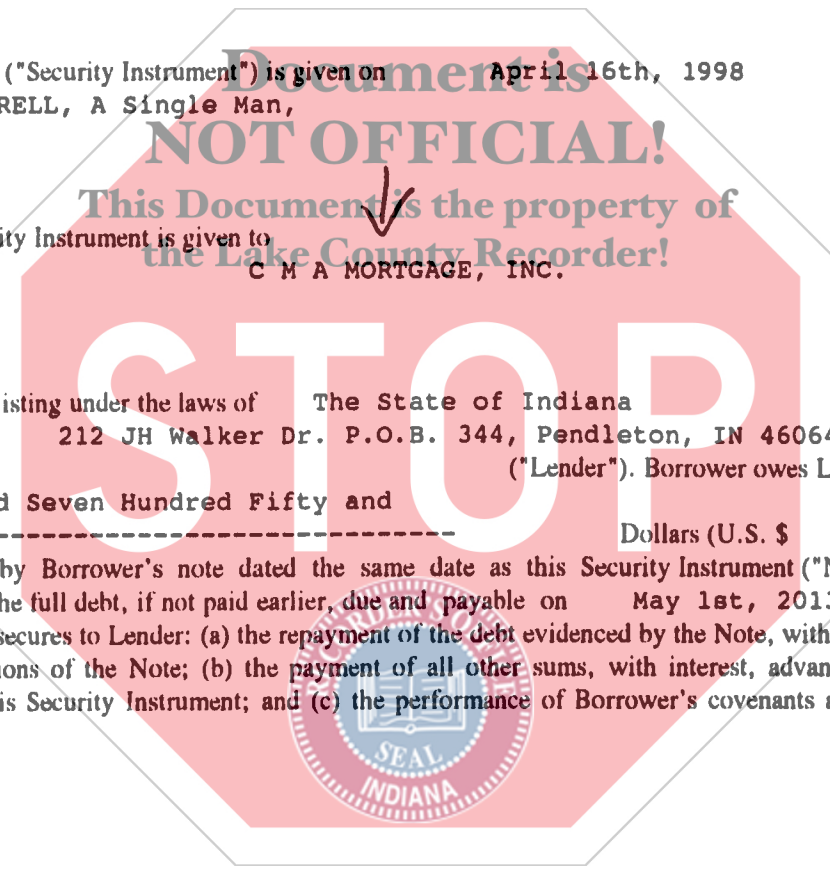 Document is
("Security Instrument") is given on April 16th, 1998
RELL, A Single Man,
NOT OFFICIAL!
This Document is the property of
ity Instrument is given to
the Lake County Recorder!
C M A MORTGAGE, INC.
STOP
isting under the laws of The State of Indiana
212 JH Walker Dr. P.O.B. 344, Pendleton, IN 46064
("Lender"). Borrower owes L
d Seven Hundred Fifty and
---------------------------------- Dollars (U.S. $
by Borrower's note dated the same date as this Security Instrument ("N
he full debt, if not paid earlier, due and payable on May 1st, 2013
secures to Lender: (a) the repayment of the debt evidenced by the Note, with
ions of the Note; (b) the payment of all other sums, with interest, advan
is Security Instrument; and (c) the performance of Borrower's covenants a
SEAL
INDIANA